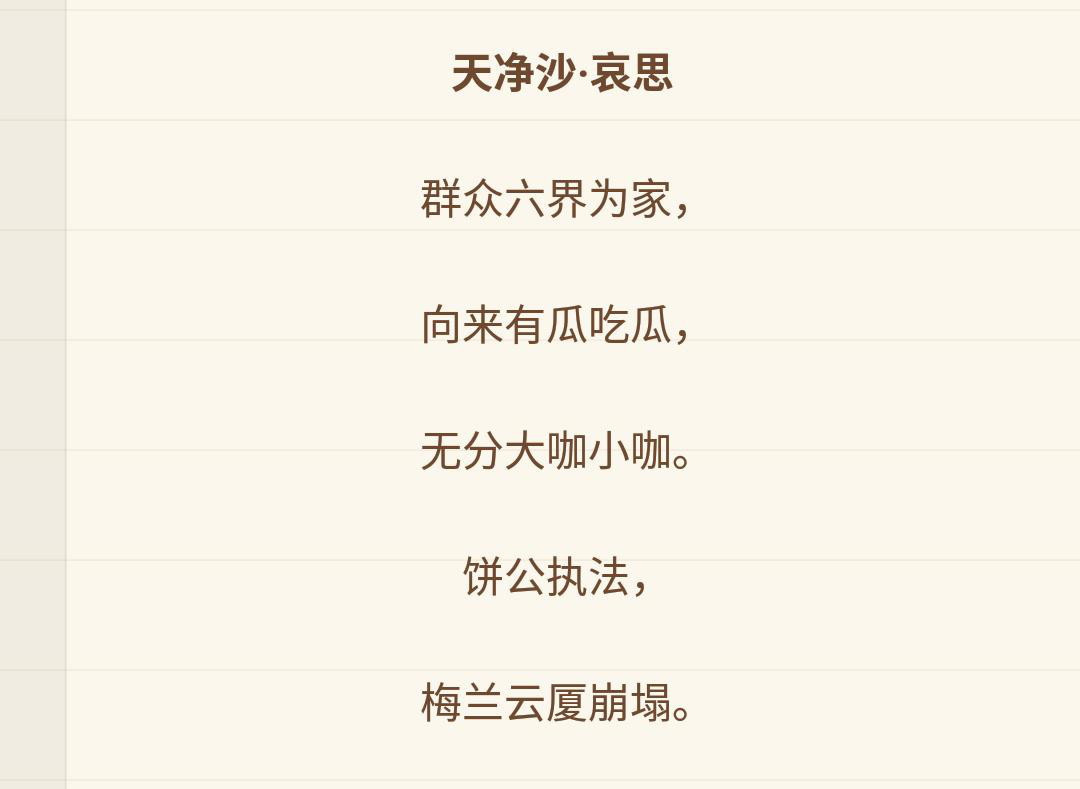 天净沙·哀思
群众六界为家，
向来有瓜吃瓜，
无分大咖小咖。
饼公执法，
梅兰云厦崩塌。